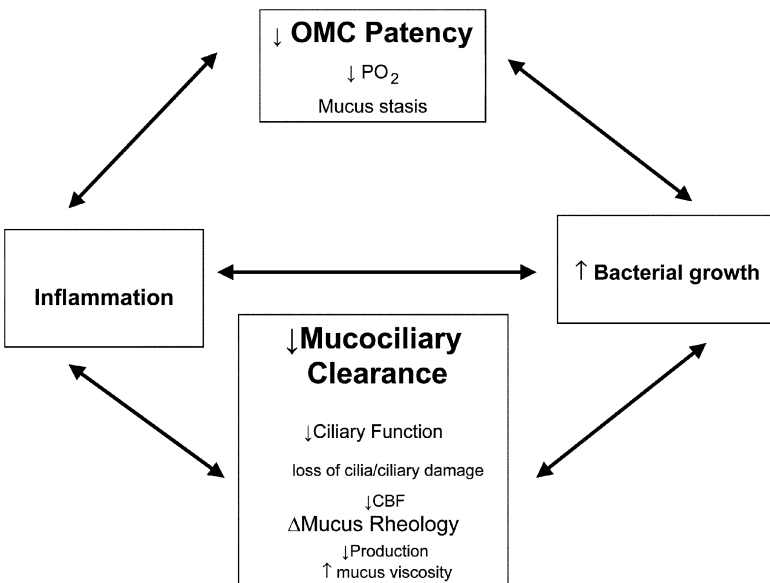 ↓ OMC Patency
↓ PO2
Mucus stasis
Inflammation
↑ Bacterial growth
↓Mucociliary
Clearance
↓Ciliary Function
loss of cilia/ciliary damage
↓CBF
ΔMucus Rheology
↓Production
↑ mucus viscosity